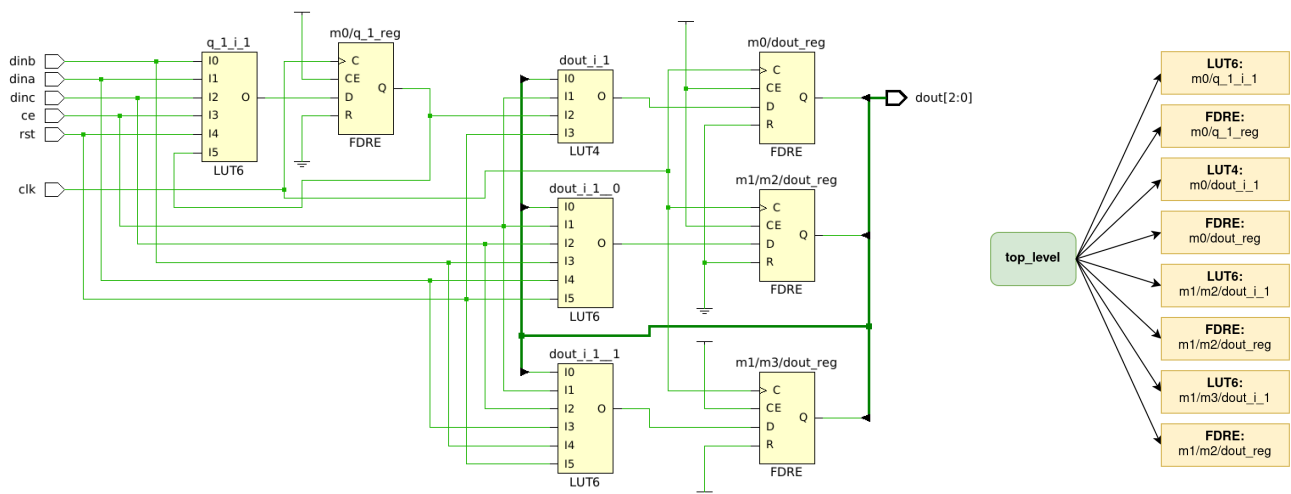 dinb
dina
dinc
ce
rst
clk
q_1_i_1
I0
I1
I2
I3
I4
I5
O
LUT6
m0/q_1_reg
C
CE
D
R
Q
FDRE
dout_i_1
I0
I1
I2
I3
O
LUT4
dout_i_1__0
I0
I1
I2
I3
I4
I5
O
LUT6
dout_i_1__1
I0
I1
I2
I3
I4
I5
O
LUT6
m0/dout_reg
C
CE
D
R
Q
FDRE
m1/m2/dout_reg
C
CE
D
R
Q
FDRE
m1/m3/dout_reg
C
CE
D
R
Q
FDRE
dout[2:0]
top_level
LUT6:
m0/q_1_i_1
FDRE:
m0/q_1_reg
LUT4:
m0/dout_i_1
FDRE:
m0/dout_reg
LUT6:
m1/m2/dout_i_1
FDRE:
m1/m2/dout_reg
LUT6:
m1/m3/dout_i_1
FDRE:
m1/m2/dout_reg